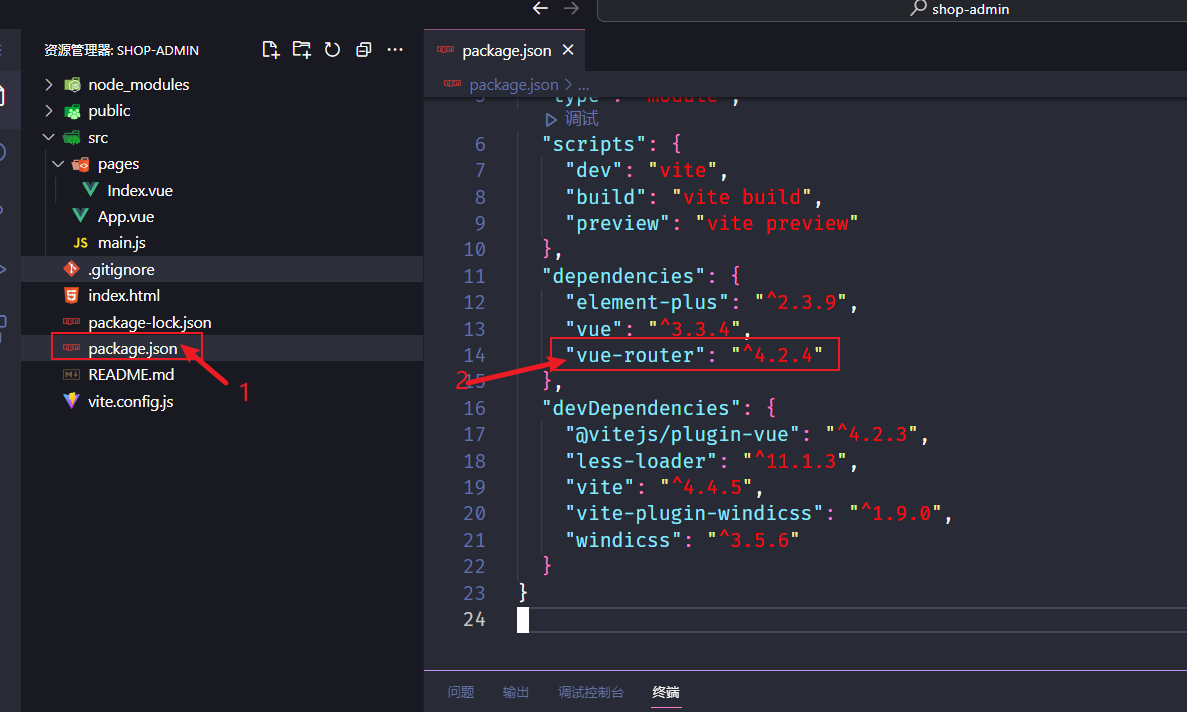 shop-admin
资源管理器: SHOP-ADMIN
node_modules
public
src
pages
Index.vue
App.vue
JS main.js
.gitignore
index.html
package-lock.json
package.json
README.md
vite.config.js
1
package.json
package.json > ...
5 "type": "module",
调试
6 "scripts": {
7 "dev": "vite",
8 "build": "vite build",
9 "preview": "vite preview"
10 },
11 "dependencies": {
12 "element-plus": "^2.3.9",
13 "vue": "^3.3.4",
14 "vue-router": "^4.2.4"
2
15 },
16 "devDependencies": {
17 "@vitejs/plugin-vue": "^4.2.3",
18 "less-loader": "^11.1.3",
19 "vite": "^4.4.5",
20 "vite-plugin-windicss": "^1.9.0",
21 "windicss": "^3.5.6"
22 }
23 }
24
问题 输出 调试控制台 终端